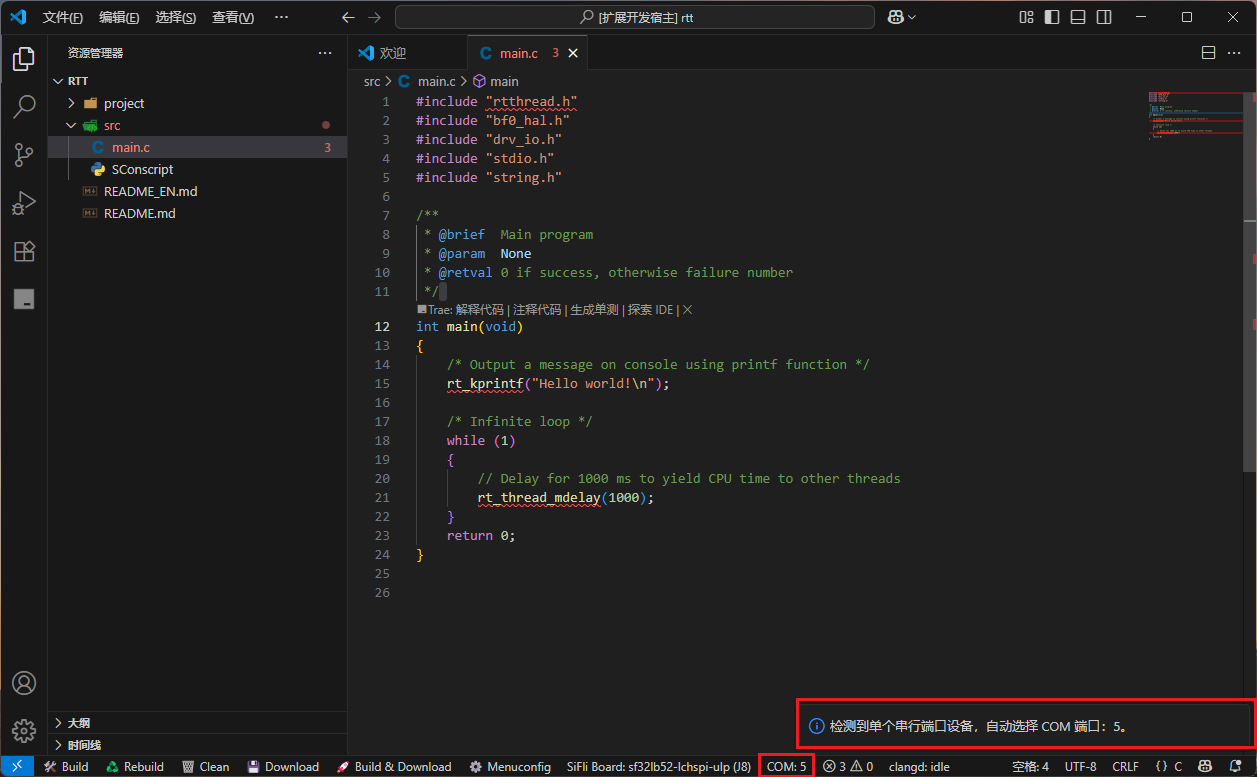 文件(F) 编辑(E) 选择(S) 查看(V) ··· [扩展开发宿主] rtt
资源管理器 ···
RTT
project
src
C main.c 3
SConscript
README_EN.md
README.md
大纲
时间线
欢迎
C main.c 3
src > C main.c > main
1 #include "rtthread.h"
2 #include "bf0_hal.h"
3 #include "drv_io.h"
4 #include "stdio.h"
5 #include "string.h"
6
7 /**
8 * @brief Main program
9 * @param None
10 * @retval 0 if success, otherwise failure number
11 */
Trae: 解释代码 | 注释代码 | 生成单测 | 探索 IDE | ×
12 int main(void)
13 {
14 /* Output a message on console using printf function */
15 rt_kprintf("Hello world!\n");
16
17 /* Infinite loop */
18 while (1)
19 {
20 // Delay for 1000 ms to yield CPU time to other threads
21 rt_thread_mdelay(1000);
22 }
23 return 0;
24 }
25
26
检测到单个串行端口设备，自动选择 COM 端口：5。
Build Rebuild Clean Download Build & Download Menuconfig SiFli Board: sf32lb52-lchspi-ulp (J8) COM: 5 3 0 clangd: idle 空格: 4 UTF-8 CRLF {} C